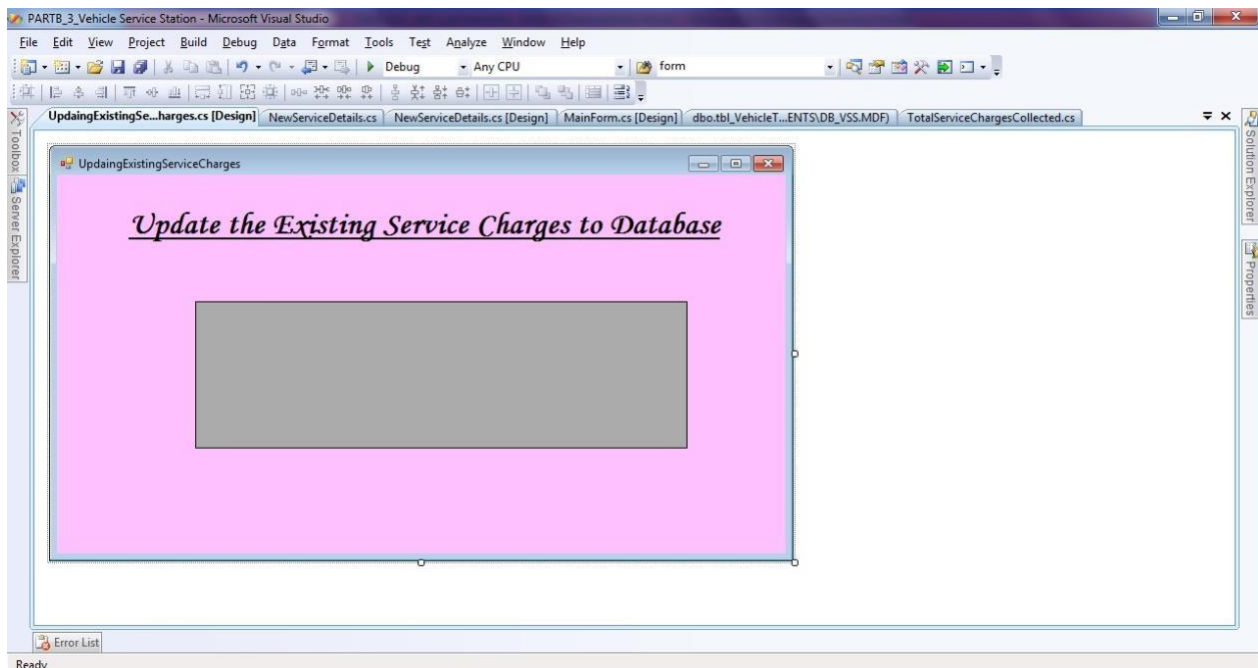 PARTB_3_Vehicle Service Station - Microsoft Visual Studio
File Edit View Project Build Debug Data Format Tools Test Analyze Window Help
Debug Any CPU form
UpdaingExistingSe...harges.cs [Design] NewServiceDetails.cs NewServiceDetails.cs [Design] MainForm.cs [Design] dbo.tbl_VehicleT...ENTS\DB_VSS.MDF) TotalServiceChargesCollected.cs
Toolbox
Server Explorer
UpdaingExistingServiceCharges
Update the Existing Service Charges to Database
Solution Explorer
Properties
Error List
Ready